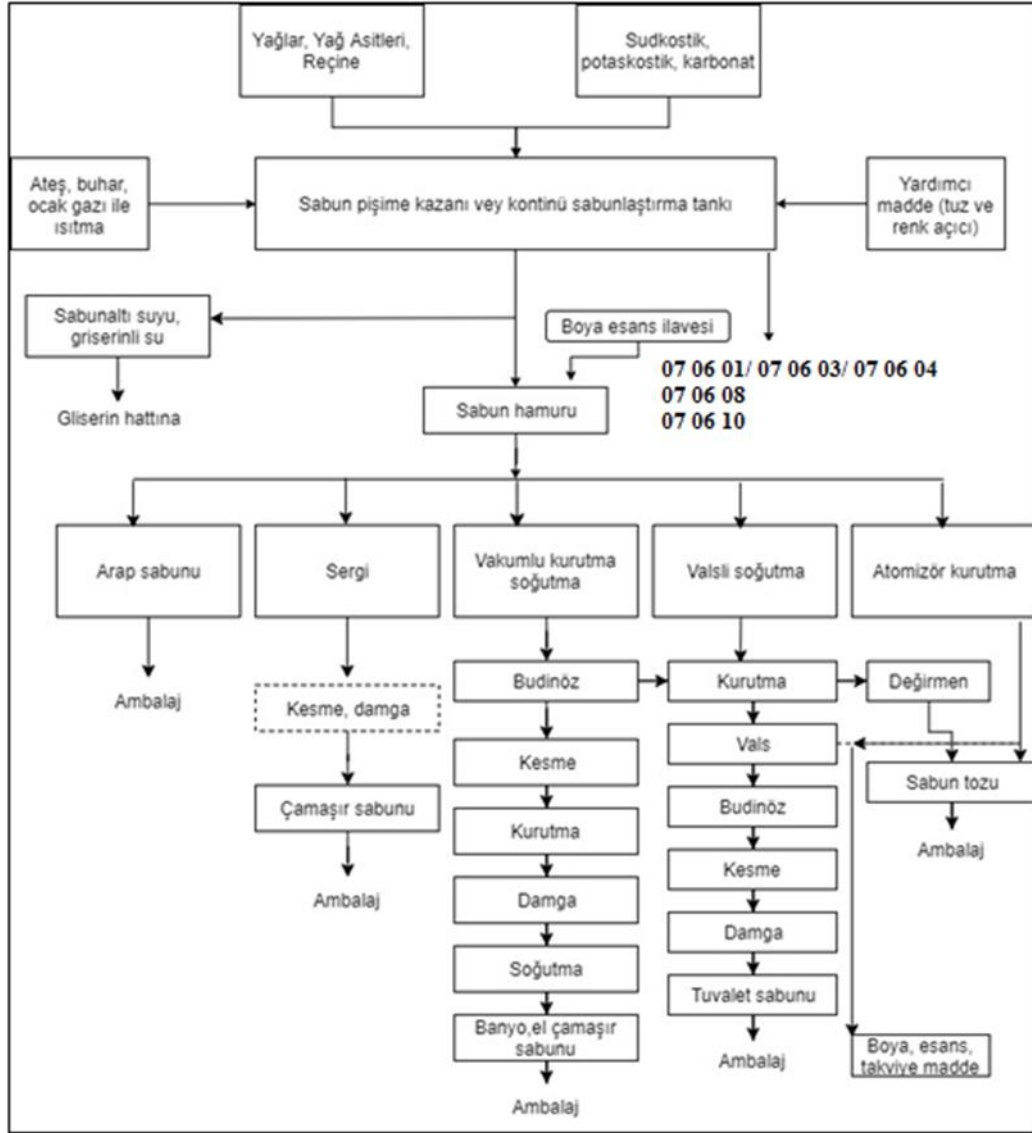 Yağlar, Yağ Asitleri,
Reçine
Sudkostik,
potaskostik, karbonat
Ateş, buhar,
ocak gazı ile
ısıtma
Sabun pişime kazanı vey kontinü sabunlaştırma tankı
Yardımcı
madde (tuz ve
renk açıcı)
Sabunaltı suyu,
griserinli su
Boya esans ilavesi
07 06 01/ 07 06 03/ 07 06 04
07 06 08
07 06 10
Gliserin hattına
Sabun hamuru
Arap sabunu
Sergi
Vakumlu kurutma
soğutma
Valsli soğutma
Atomizör kurutma
Ambalaj
Kesme, damga
Çamaşır sabunu
Ambalaj
Budinöz
Kesme
Kurutma
Damga
Soğutma
Banyo,el çamaşır
sabunu
Ambalaj
Kurutma
Vals
Budinöz
Kesme
Damga
Tuvalet sabunu
Ambalaj
Değirmen
Sabun tozu
Ambalaj
Boya, esans,
takviye madde